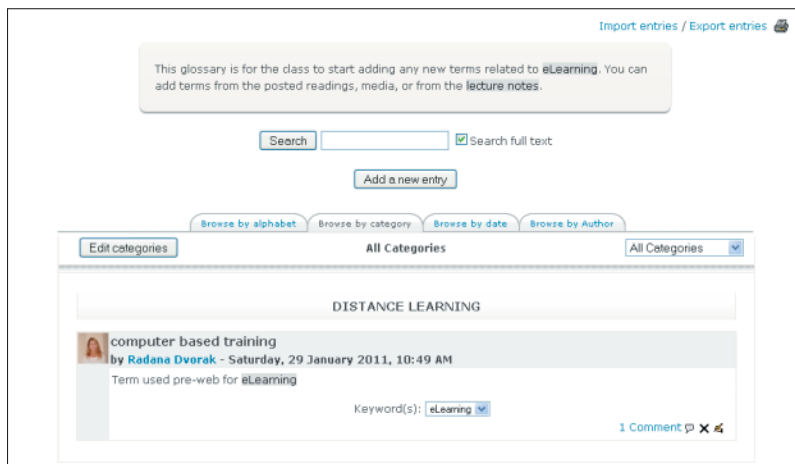 Import entries / Export entries
This glossary is for the class to start adding any new terms related to eLearning. You can
add terms from the posted readings, media, or from the lecture notes.
Search Search full text
Add a new entry
Browse by alphabet Browse by category Browse by date Browse by Author
Edit categories All Categories All Categories
DISTANCE LEARNING
computer based training
by Radana Dvorak - Saturday, 29 January 2011, 10:49 AM
Term used pre-web for eLearning
Keyword(s): eLearning
1 Comment